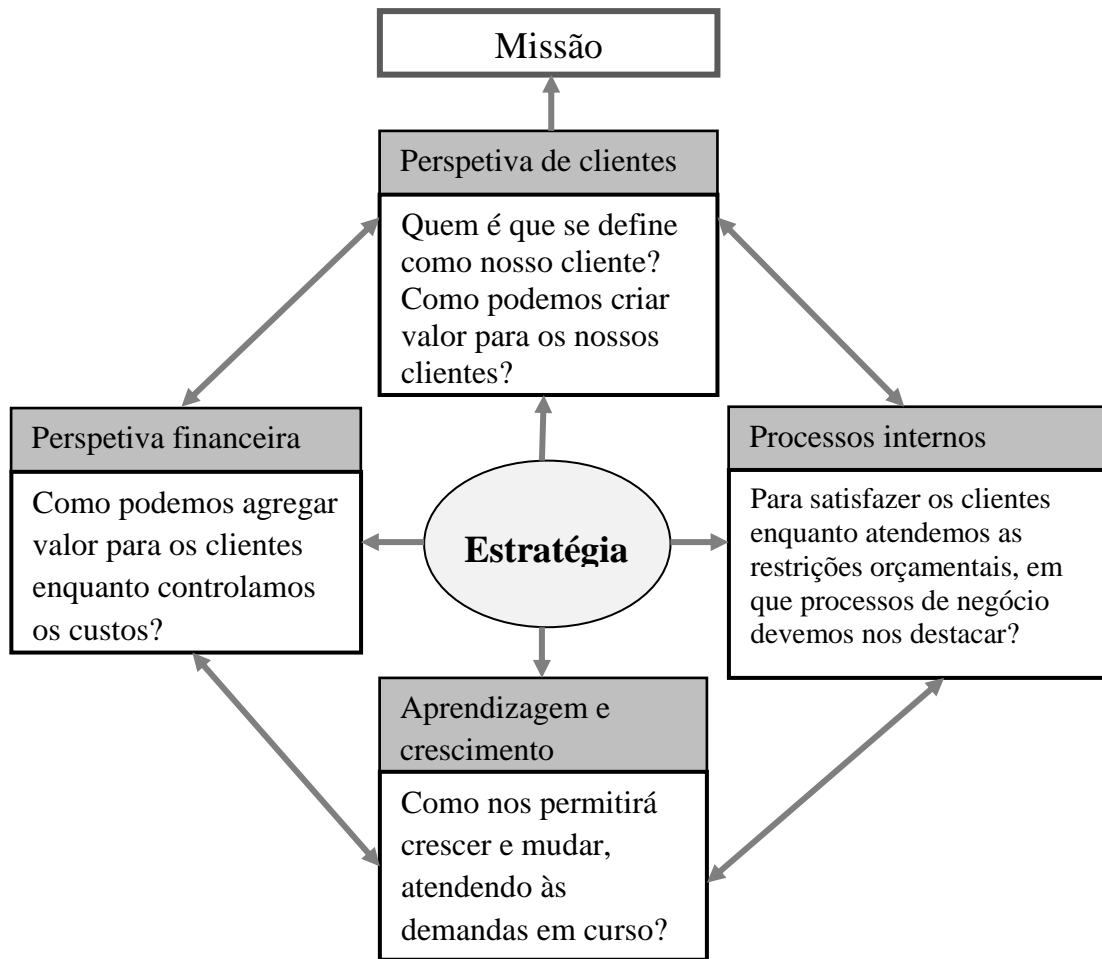 Missão
Perspetiva de clientes
Quem é que se define
como nosso cliente?
Como podemos criar
valor para os nossos
clientes?
Perspetiva financeira
Como podemos agregar
valor para os clientes
enquanto controlamos
os custos?
Estratégia
Processos internos
Para satisfazer os clientes
enquanto atendemos as
restrições orçamentais, em
que processos de negócio
devemos nos destacar?
Aprendizagem e
crescimento
Como nos permitirá
crescer e mudar,
atendendo às
demandas em curso?